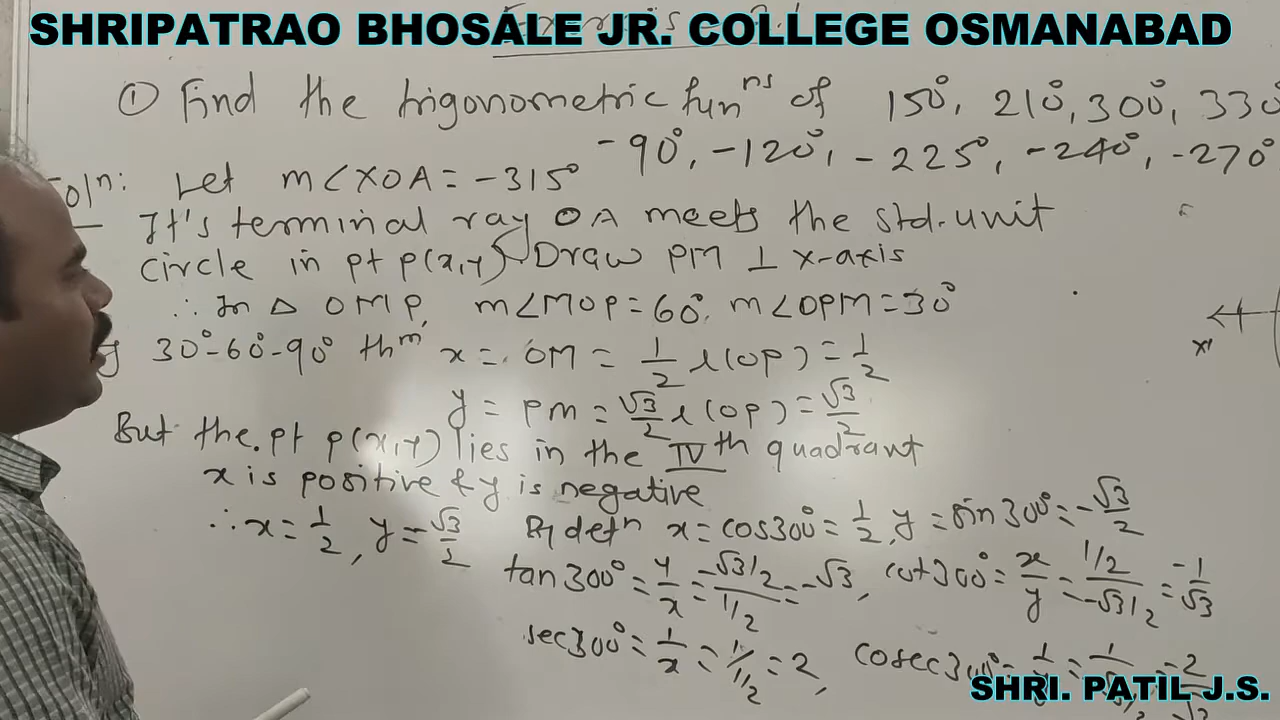 SHRIPATRAO BHOSALE JR. COLLEGE OSMANABAD
① Find the trigonometric funⁿˢ of 150°, 210°, 300°, 330°
-90°, -120°, -225°, -240°, -270°
Solⁿ: Let m∠XOA = -315°
It's terminal ray OA meets the std. unit
circle in pt P(x,y) Draw PM ⊥ x-axis
∴ In Δ OMP, m∠MOP = 60°. m∠OPM = 30°
30°-60°-90° thᵐ x = OM = 1/2 l(OP) = 1/2
y = PM = √3/2 l(OP) = √3/2
But the pt P(x,y) lies in the IVth quadrant
x is positive & y is negative
∴ x = 1/2, y = -√3/2 By defⁿ x = cos300° = 1/2, y = sin300° = -√3/2
tan300° = y/x = (-√3/2)/(1/2) = -√3, cot300° = x/y = (1/2)/(-√3/2) = -1/√3
sec300° = 1/x = 1/(1/2) = 2, cosec300° = 1/y = = -2/√3
x'
SHRI. PATIL J.S.